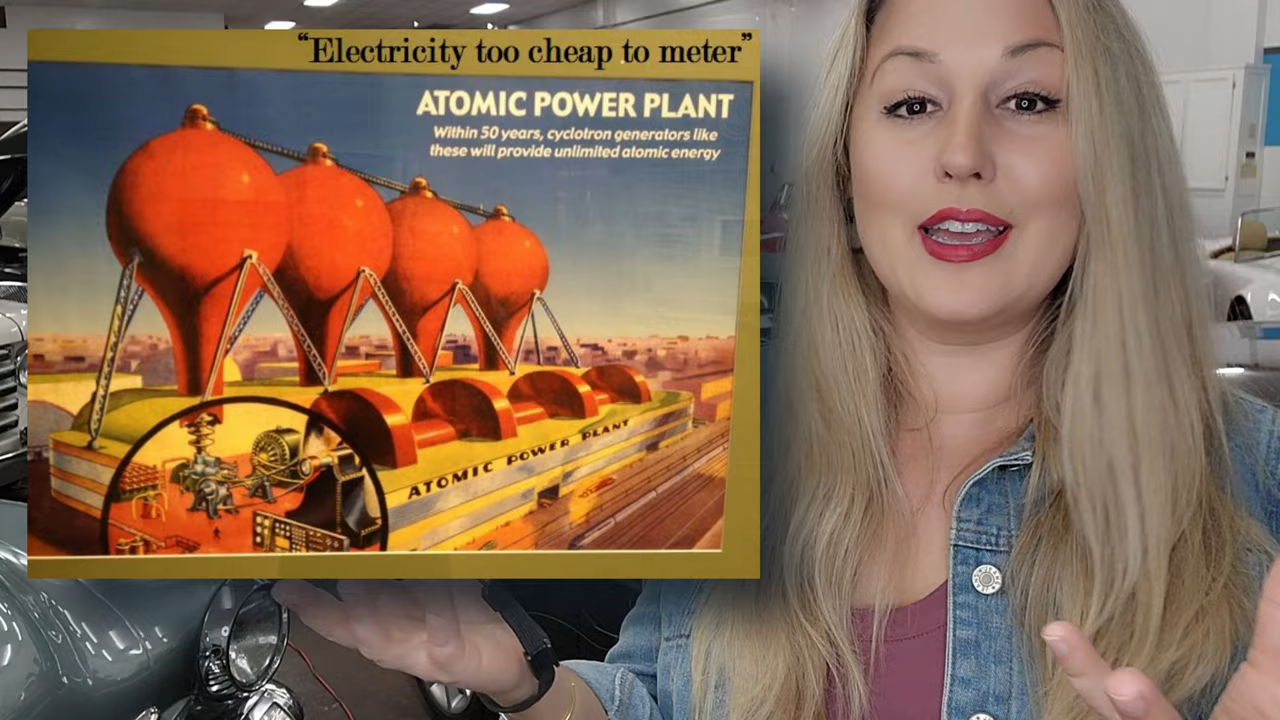 “Electricity too cheap to meter”
ATOMIC POWER PLANT
Within 50 years, cyclotron generators like
these will provide unlimited atomic energy
ATOMIC POWER PLANT